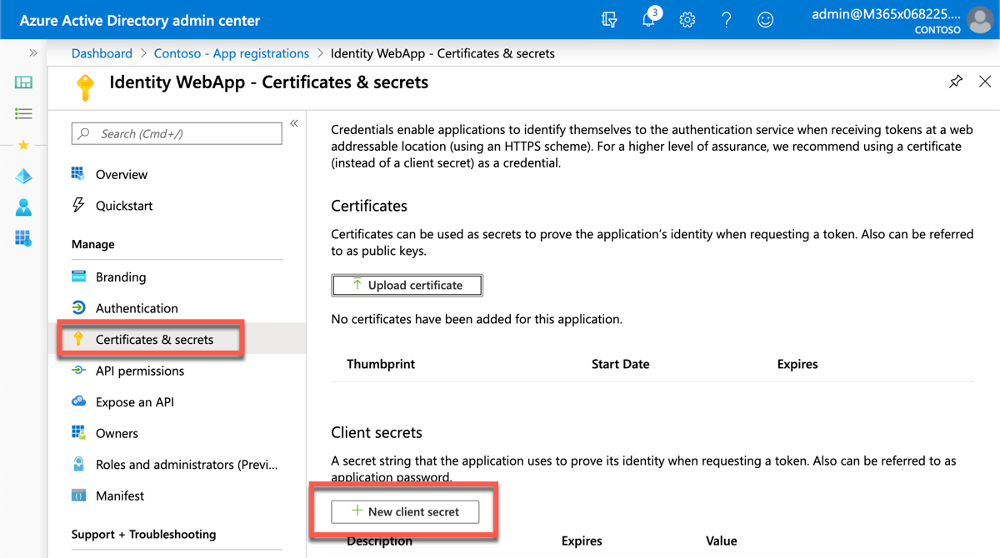 Azure Active Directory admin center
3
admin@M365x068225....
CONTOSO
Dashboard > Contoso - App registrations > Identity WebApp - Certificates & secrets
Identity WebApp - Certificates & secrets
Search (Cmd+/)
Overview
Quickstart
Manage
Branding
Authentication
Certificates & secrets
API permissions
Expose an API
Owners
Roles and administrators (Previ...
Manifest
Support + Troubleshooting
Credentials enable applications to identify themselves to the authentication service when receiving tokens at a web
addressable location (using an HTTPS scheme). For a higher level of assurance, we recommend using a certificate
(instead of a client secret) as a credential.
Certificates
Certificates can be used as secrets to prove the application's identity when requesting a token. Also can be referred
to as public keys.
Upload certificate
No certificates have been added for this application.
Thumbprint Start Date Expires
Client secrets
A secret string that the application uses to prove its identity when requesting a token. Also can be referred to as
application password.
New client secret
Description Expires Value